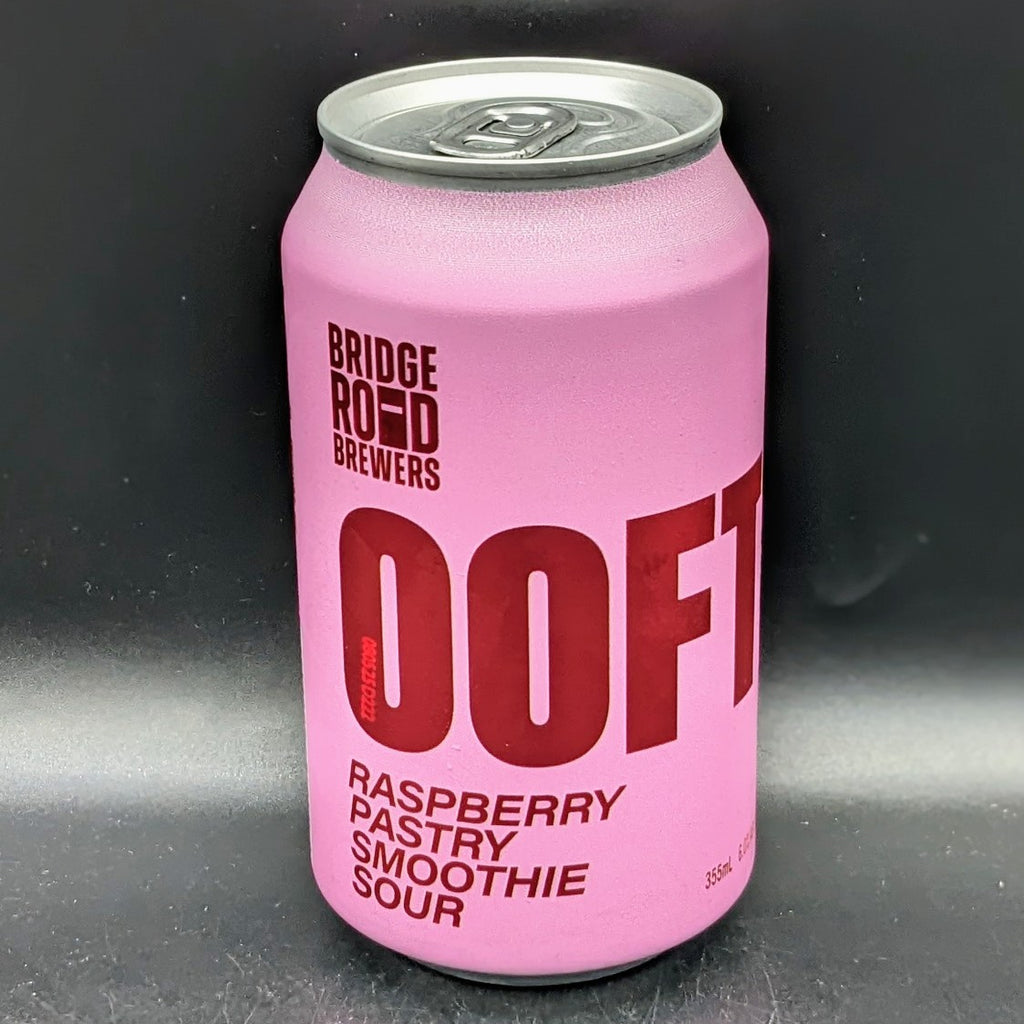 BRIDGE
ROAD
BREWERS
OOFT
RASPBERRY
PASTRY
SMOOTHIE
SOUR
355mL